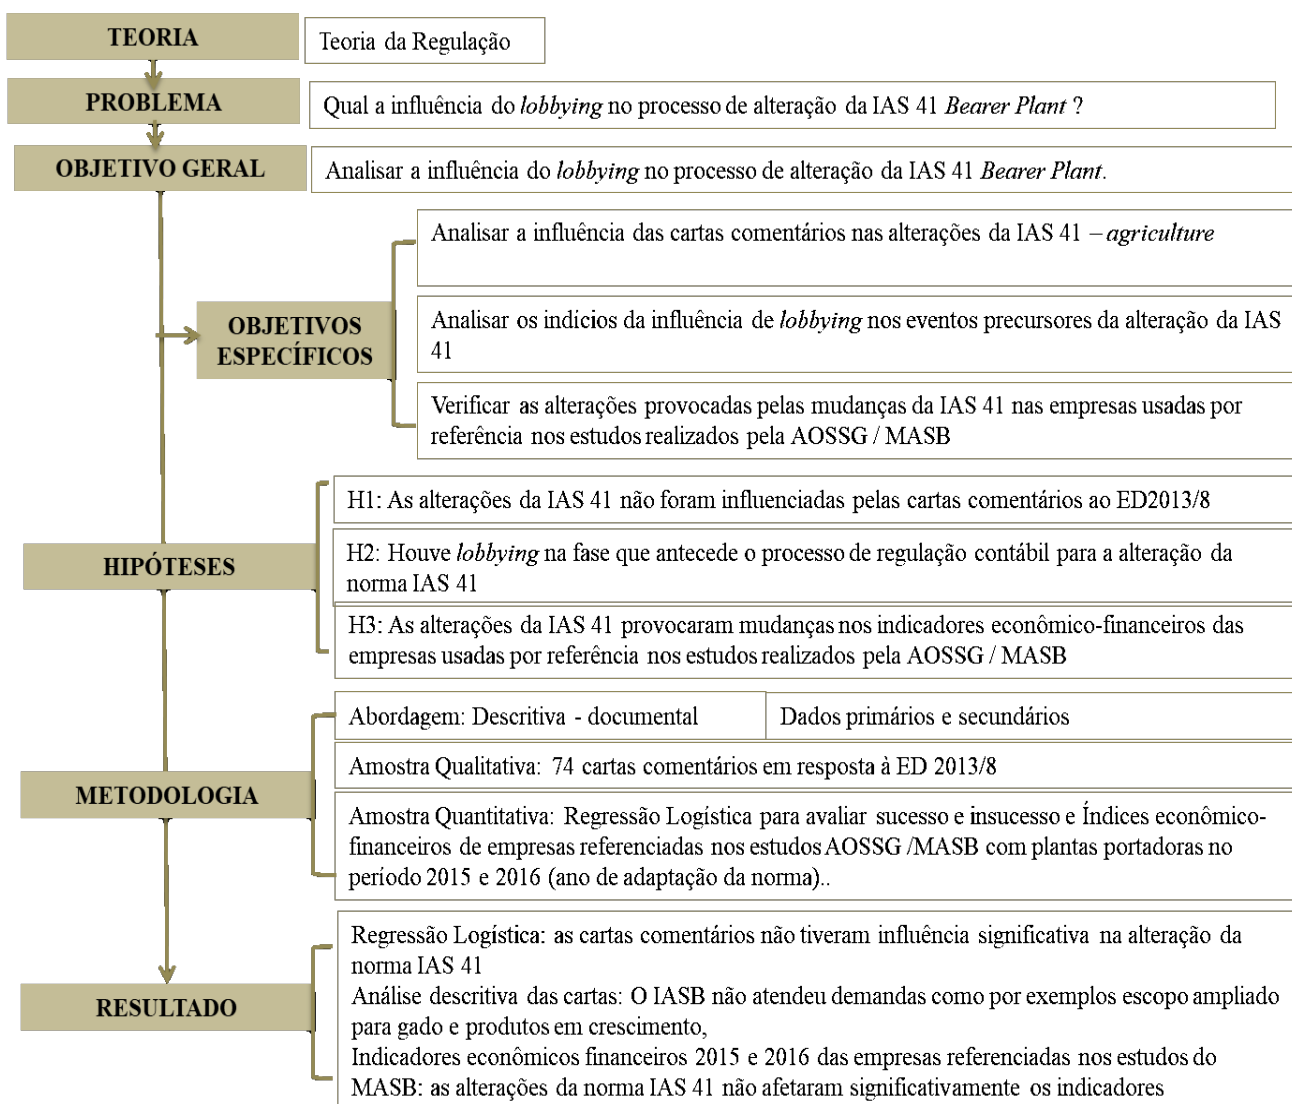 TEORIA
Teoria da Regulação
PROBLEMA
Qual a influência do lobbying no processo de alteração da IAS 41 Bearer Plant ?
OBJETIVO GERAL
Analisar a influência do lobbying no processo de alteração da IAS 41 Bearer Plant.
OBJETIVOS
ESPECÍFICOS
Analisar a influência das cartas comentários nas alterações da IAS 41 – agriculture
Analisar os indícios da influência de lobbying nos eventos precursores da alteração da IAS
41
Verificar as alterações provocadas pelas mudanças da IAS 41 nas empresas usadas por
referência nos estudos realizados pela AOSSG / MASB
HIPÓTESES
H1: As alterações da IAS 41 não foram influenciadas pelas cartas comentários ao ED2013/8
H2: Houve lobbying na fase que antecede o processo de regulação contábil para a alteração da
norma IAS 41
H3: As alterações da IAS 41 provocaram mudanças nos indicadores econômico-financeiros das
empresas usadas por referência nos estudos realizados pela AOSSG / MASB
METODOLOGIA
Abordagem: Descritiva - documental
Dados primários e secundários
Amostra Qualitativa: 74 cartas comentários em resposta à ED 2013/8
Amostra Quantitativa: Regressão Logística para avaliar sucesso e insucesso e Índices econômico-
financeiros de empresas referenciadas nos estudos AOSSG /MASB com plantas portadoras no
período 2015 e 2016 (ano de adaptação da norma)..
RESULTADO
Regressão Logística: as cartas comentários não tiveram influência significativa na alteração da
norma IAS 41
Análise descritiva das cartas: O IASB não atendeu demandas como por exemplos escopo ampliado
para gado e produtos em crescimento,
Indicadores econômicos financeiros 2015 e 2016 das empresas referenciadas nos estudos do
MASB: as alterações da norma IAS 41 não afetaram significativamente os indicadores